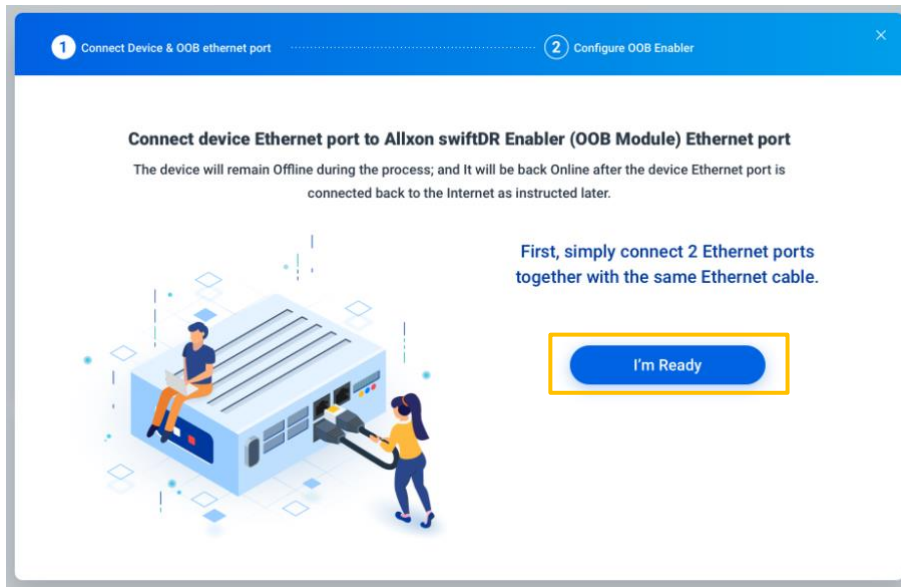 1 Connect Device & OOB ethernet port
2 Configure OOB Enabler
Connect device Ethernet port to Allxon swiftDR Enabler (OOB Module) Ethernet port
The device will remain Offline during the process; and It will be back Online after the device Ethernet port is
connected back to the Internet as instructed later.
First, simply connect 2 Ethernet ports
together with the same Ethernet cable.
I'm Ready